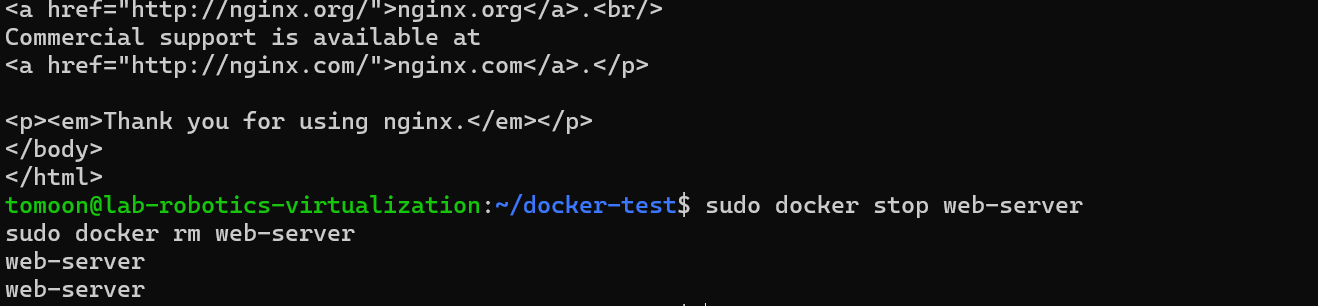 <a href="http://nginx.org/">nginx.org</a>.<br/>
Commercial support is available at
<a href="http://nginx.com/">nginx.com</a>.</p>
<p><em>Thank you for using nginx.</em></p>
</body>
</html>
tomoon@lab-robotics-virtualization:~/docker-test$ sudo docker stop web-server
sudo docker rm web-server
web-server
web-server